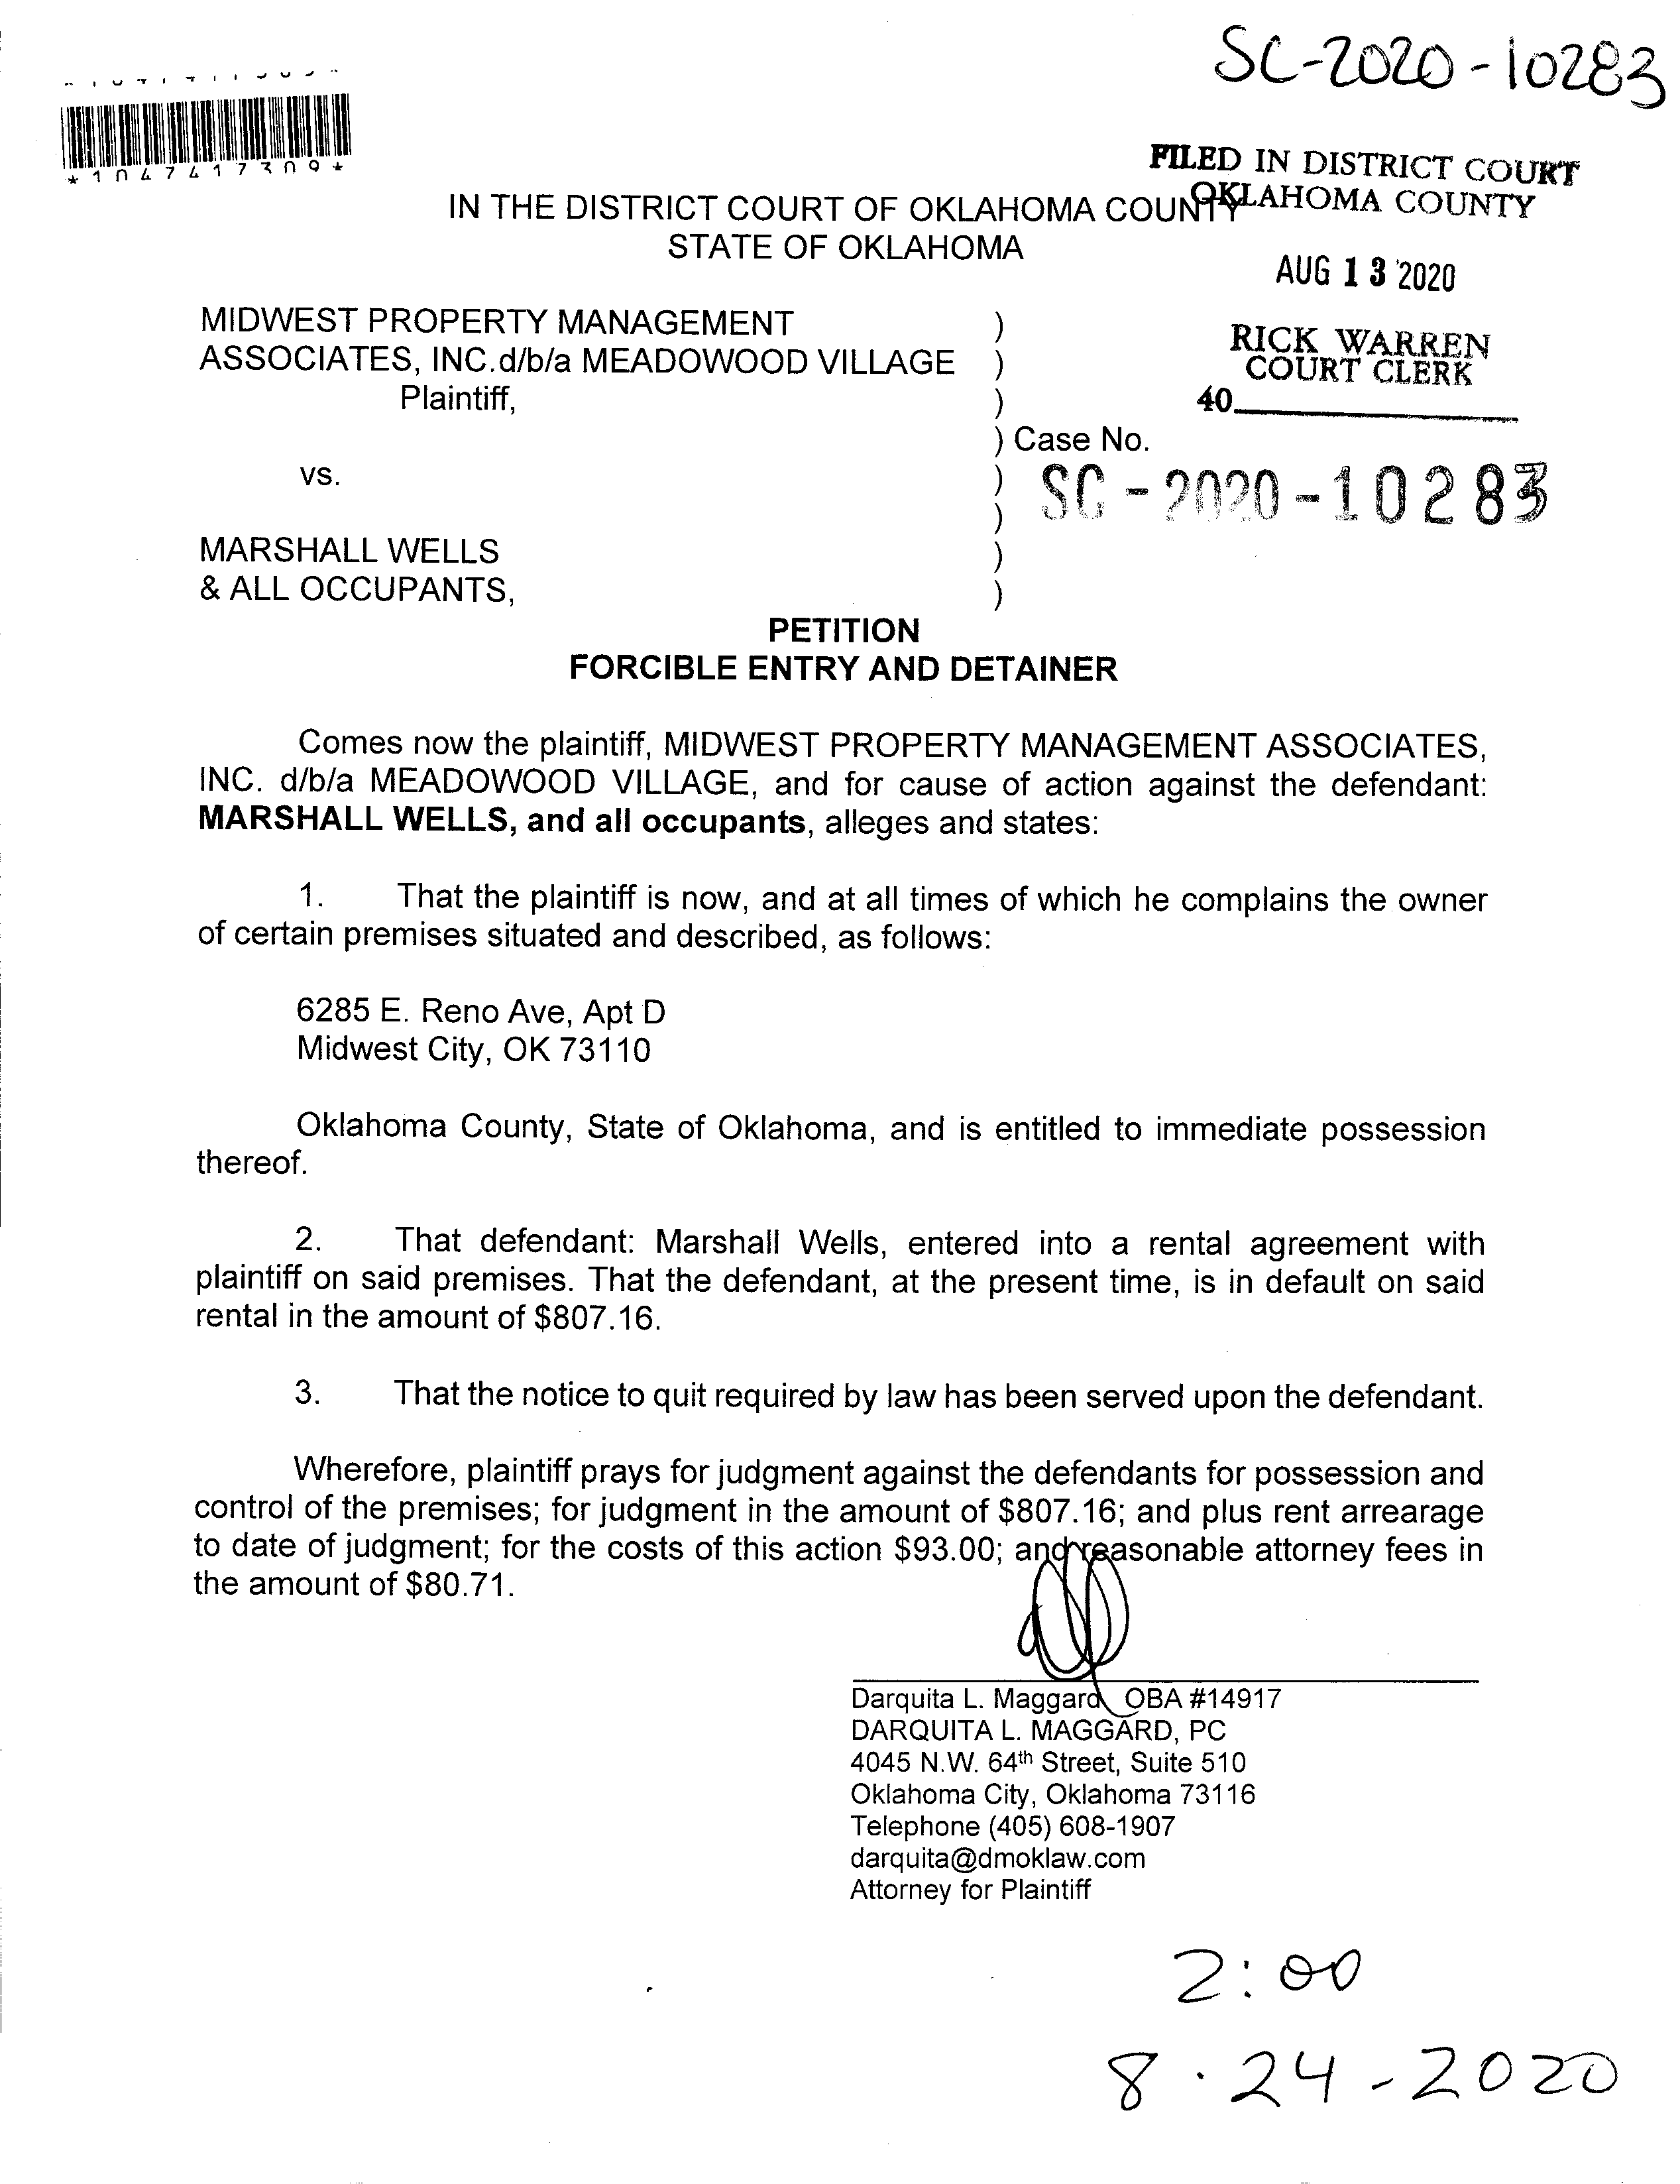 SC-2020-10283
*1047417309*
FILED IN DISTRICT COURT
OKLAHOMA COUNTY
IN THE DISTRICT COURT OF OKLAHOMA COUNTY
STATE OF OKLAHOMA
AUG 13 2020
MIDWEST PROPERTY MANAGEMENT )
ASSOCIATES, INC.d/b/a MEADOWOOD VILLAGE )
Plaintiff, )
RICK WARREN
COURT CLERK
40
) Case No.
vs. )
SC-2020-10283
)
MARSHALL WELLS )
& ALL OCCUPANTS, )
PETITION
FORCIBLE ENTRY AND DETAINER
Comes now the plaintiff, MIDWEST PROPERTY MANAGEMENT ASSOCIATES,
INC. d/b/a MEADOWOOD VILLAGE, and for cause of action against the defendant:
MARSHALL WELLS, and all occupants, alleges and states:
1. That the plaintiff is now, and at all times of which he complains the owner
of certain premises situated and described, as follows:
6285 E. Reno Ave, Apt D
Midwest City, OK 73110
Oklahoma County, State of Oklahoma, and is entitled to immediate possession
thereof.
2. That defendant: Marshall Wells, entered into a rental agreement with
plaintiff on said premises. That the defendant, at the present time, is in default on said
rental in the amount of $807.16.
3. That the notice to quit required by law has been served upon the defendant.
Wherefore, plaintiff prays for judgment against the defendants for possession and
control of the premises; for judgment in the amount of $807.16; and plus rent arrearage
to date of judgment; for the costs of this action $93.00; and reasonable attorney fees in
the amount of $80.71.
Darquita L. Maggard OBA #14917
DARQUITA L. MAGGARD, PC
4045 N.W. 64th Street, Suite 510
Oklahoma City, Oklahoma 73116
Telephone (405) 608-1907
darquita@dmoklaw.com
Attorney for Plaintiff
2:00
8-24-2020